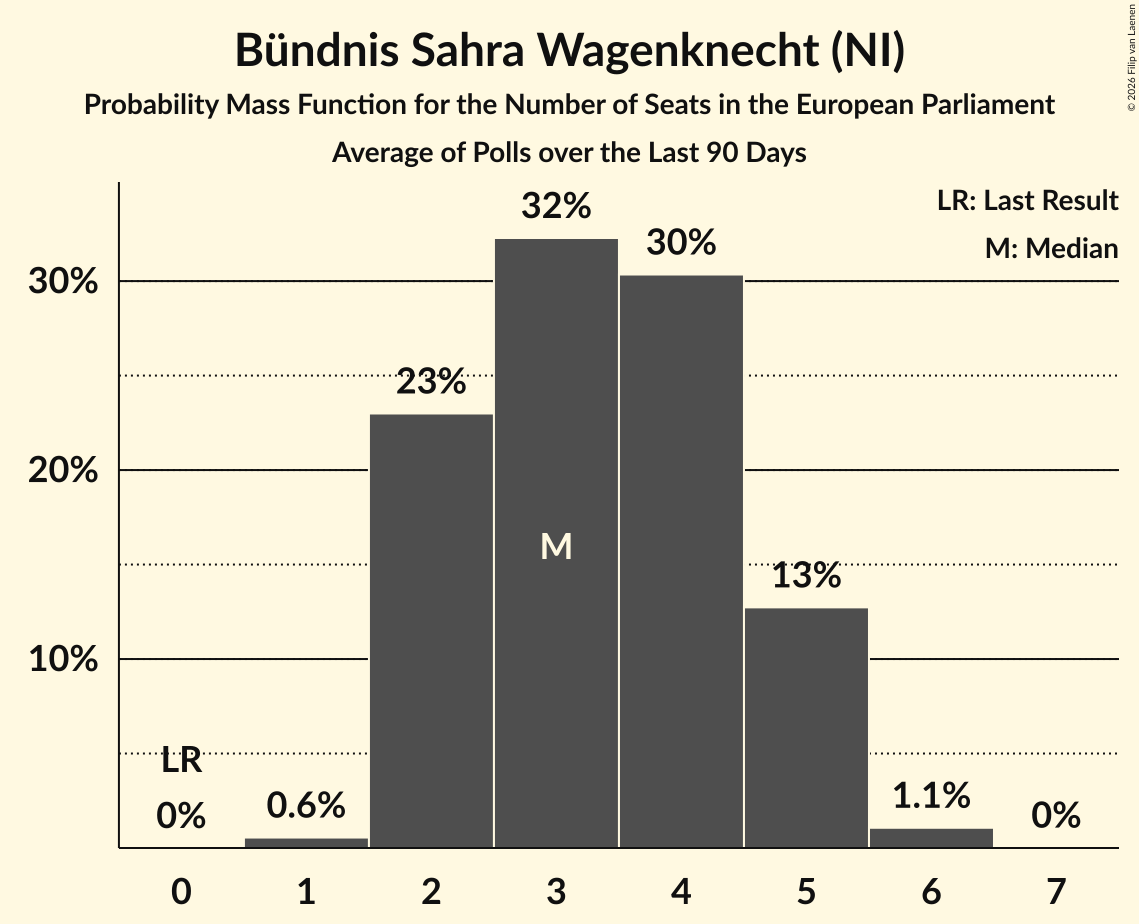 Bündnis Sahra Wagenknecht (NI)
Probability Mass Function for the Number of Seats in the European Parliament
Average of Polls over the Last 90 Days
© 2026 Filip van Laenen
LR: Last Result
M: Median
32%
30%
30%
23%
20%
M
13%
10%
LR
0%
0.6%
1.1%
0%
0 1 2 3 4 5 6 7